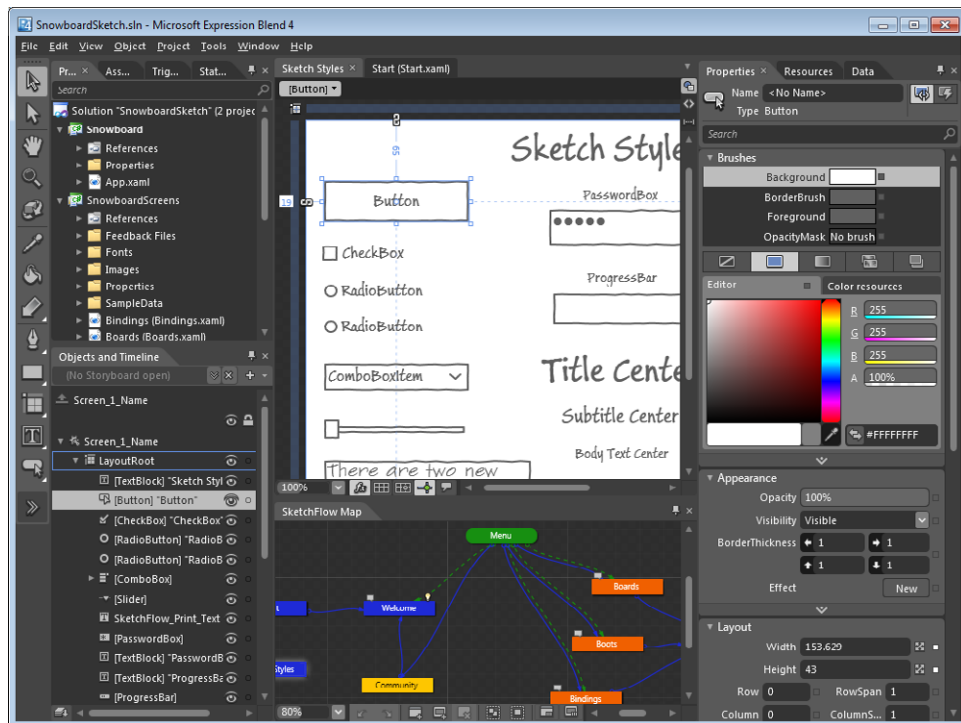 SnowboardSketch.sln - Microsoft Expression Blend 4
File Edit View Object Project Tools Window Help
Pr... Ass... Trig... Stat...
Search
Solution "SnowboardSketch" (2 projec
Snowboard
References
Properties
App.xaml
SnowboardScreens
References
Feedback Files
Fonts
Images
Properties
SampleData
Bindings (Bindings.xaml)
Boards (Boards.xaml)
Objects and Timeline
(No Storyboard open)
Screen_1_Name
Screen_1_Name
LayoutRoot
[TextBlock] "Sketch Styl
[Button] "Button"
[CheckBox] "CheckBox"
[RadioButton] "RadioB
[RadioButton] "RadioB
[ComboBox]
[Slider]
SketchFlow_Print_Text
[PasswordBox]
[TextBlock] "PasswordB
[TextBlock] "ProgressBa
[ProgressBar]
Sketch Styles Start (Start.xaml)
[Button]
65
19
Sketch Style
Button
PasswordBox
CheckBox
RadioButton
ProgressBar
RadioButton
ComboBoxItem
Title Cente
Subtitle Center
Body Text Center
There are two new
100%
SketchFlow Map
Menu
Boards
Welcome
Boots
Styles
Community
Bindings
80%
Properties Resources Data
Name <No Name>
Type Button
Search
Brushes
Background
BorderBrush
Foreground
OpacityMask No brush
Editor Color resources
R 255
G 255
B 255
A 100%
#FFFFFFFF
Appearance
Opacity 100%
Visibility Visible
BorderThickness 1 1
1 1
Effect New
Layout
Width 153.629
Height 43
Row 0 RowSpan 1
Column 0 ColumnS... 1